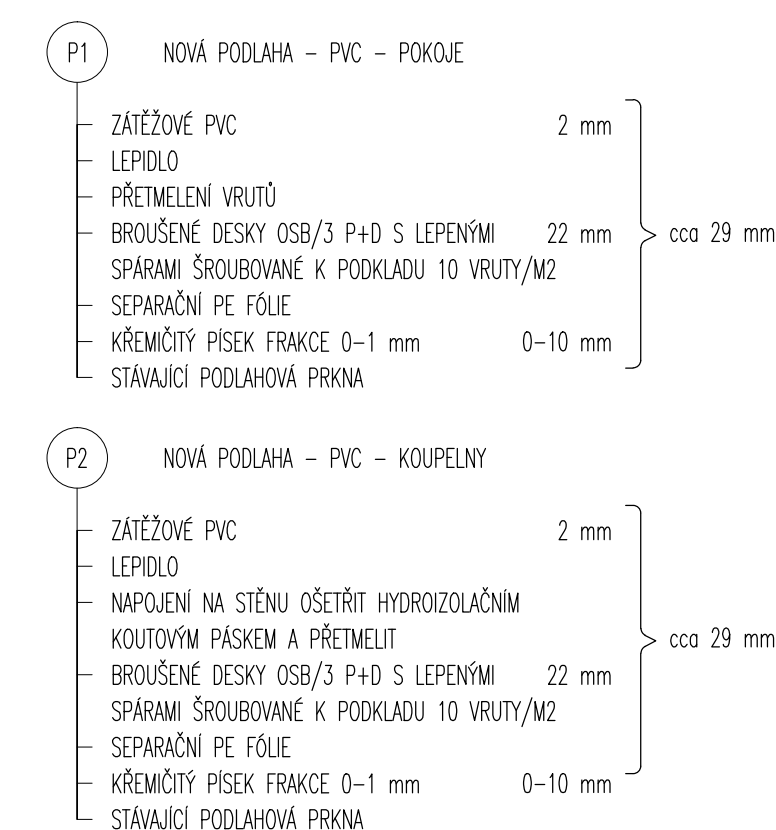 P1 NOVÁ PODLAHA – PVC – POKOJE
ZÁTĚŽOVÉ PVC 2 mm
LEPIDLO
PŘETMELENÍ VRUTŮ
BROUŠENÉ DESKY OSB/3 P+D S LEPENÝMI 22 mm cca 29 mm
SPÁRAMI ŠROUBOVANÉ K PODKLADU 10 VRUTY/M2
SEPARAČNÍ PE FÓLIE
KŘEMIČITÝ PÍSEK FRAKCE 0–1 mm 0–10 mm
STÁVAJÍCÍ PODLAHOVÁ PRKNA
P2 NOVÁ PODLAHA – PVC – KOUPELNY
ZÁTĚŽOVÉ PVC 2 mm
LEPIDLO
NAPOJENÍ NA STĚNU OŠETŘIT HYDROIZOLAČNÍM
KOUTOVÝM PÁSKEM A PŘETMELIT cca 29 mm
BROUŠENÉ DESKY OSB/3 P+D S LEPENÝMI 22 mm
SPÁRAMI ŠROUBOVANÉ K PODKLADU 10 VRUTY/M2
SEPARAČNÍ PE FÓLIE
KŘEMIČITÝ PÍSEK FRAKCE 0–1 mm 0–10 mm
STÁVAJÍCÍ PODLAHOVÁ PRKNA